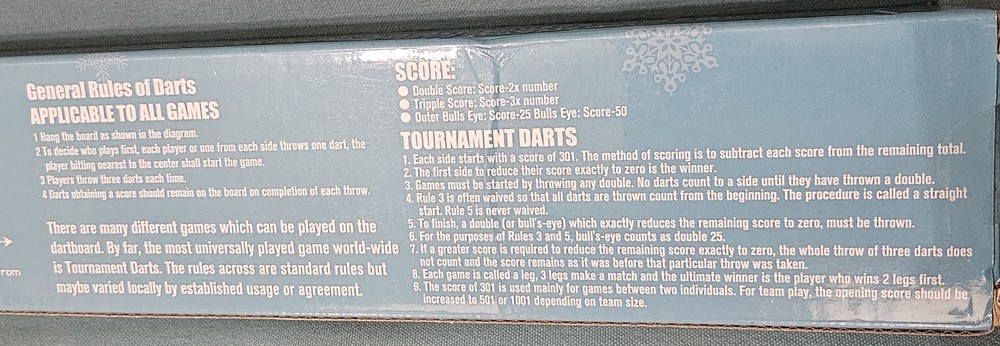 General Rules of Darts
APPLICABLE TO ALL GAMES
1 Hang the board as shown in the diagram.
2 To decide who plays first, each player or one from each side throws one dart, the
player hitting nearest to the center shall start the game.
3 Players throw three darts each time.
4 Darts obtaining a score should remain on the board on completion of each throw.
There are many different games which can be played on the
dartboard. By far, the most universally played game world-wide
is Tournament Darts. The rules across are standard rules but
maybe varied locally by established usage or agreement.
rom
SCORE:
Double Score: Score-2x number
Tripple Score: Score-3x number
Outer Bulls Eye: Score-25 Bulls Eye: Score-50
TOURNAMENT DARTS
1. Each side starts with a score of 301. The method of scoring is to subtract each score from the remaining total.
2. The first side to reduce their score exactly to zero is the winner.
3. Games must be started by throwing any double. No darts count to a side until they have thrown a double.
4. Rule 3 is often waived so that all darts are thrown count from the beginning. The procedure is called a straight
start. Rule 5 is never waived.
5. To finish, a double (or bull's-eye) which exactly reduces the remaining score to zero, must be thrown.
6. For the purposes of Rules 3 and 5, bull's-eye counts as double 25.
7. If a greater score is required to reduce the remaining score exactly to zero, the whole throw of three darts does
not count and the score remains as it was before that particular throw was taken.
8. Each game is called a leg, 3 legs make a match and the ultimate winner is the player who wins 2 legs first.
9. The score of 301 is used mainly for games between two individuals. For team play, the opening score should be
increased to 501 or 1001 depending on team size.